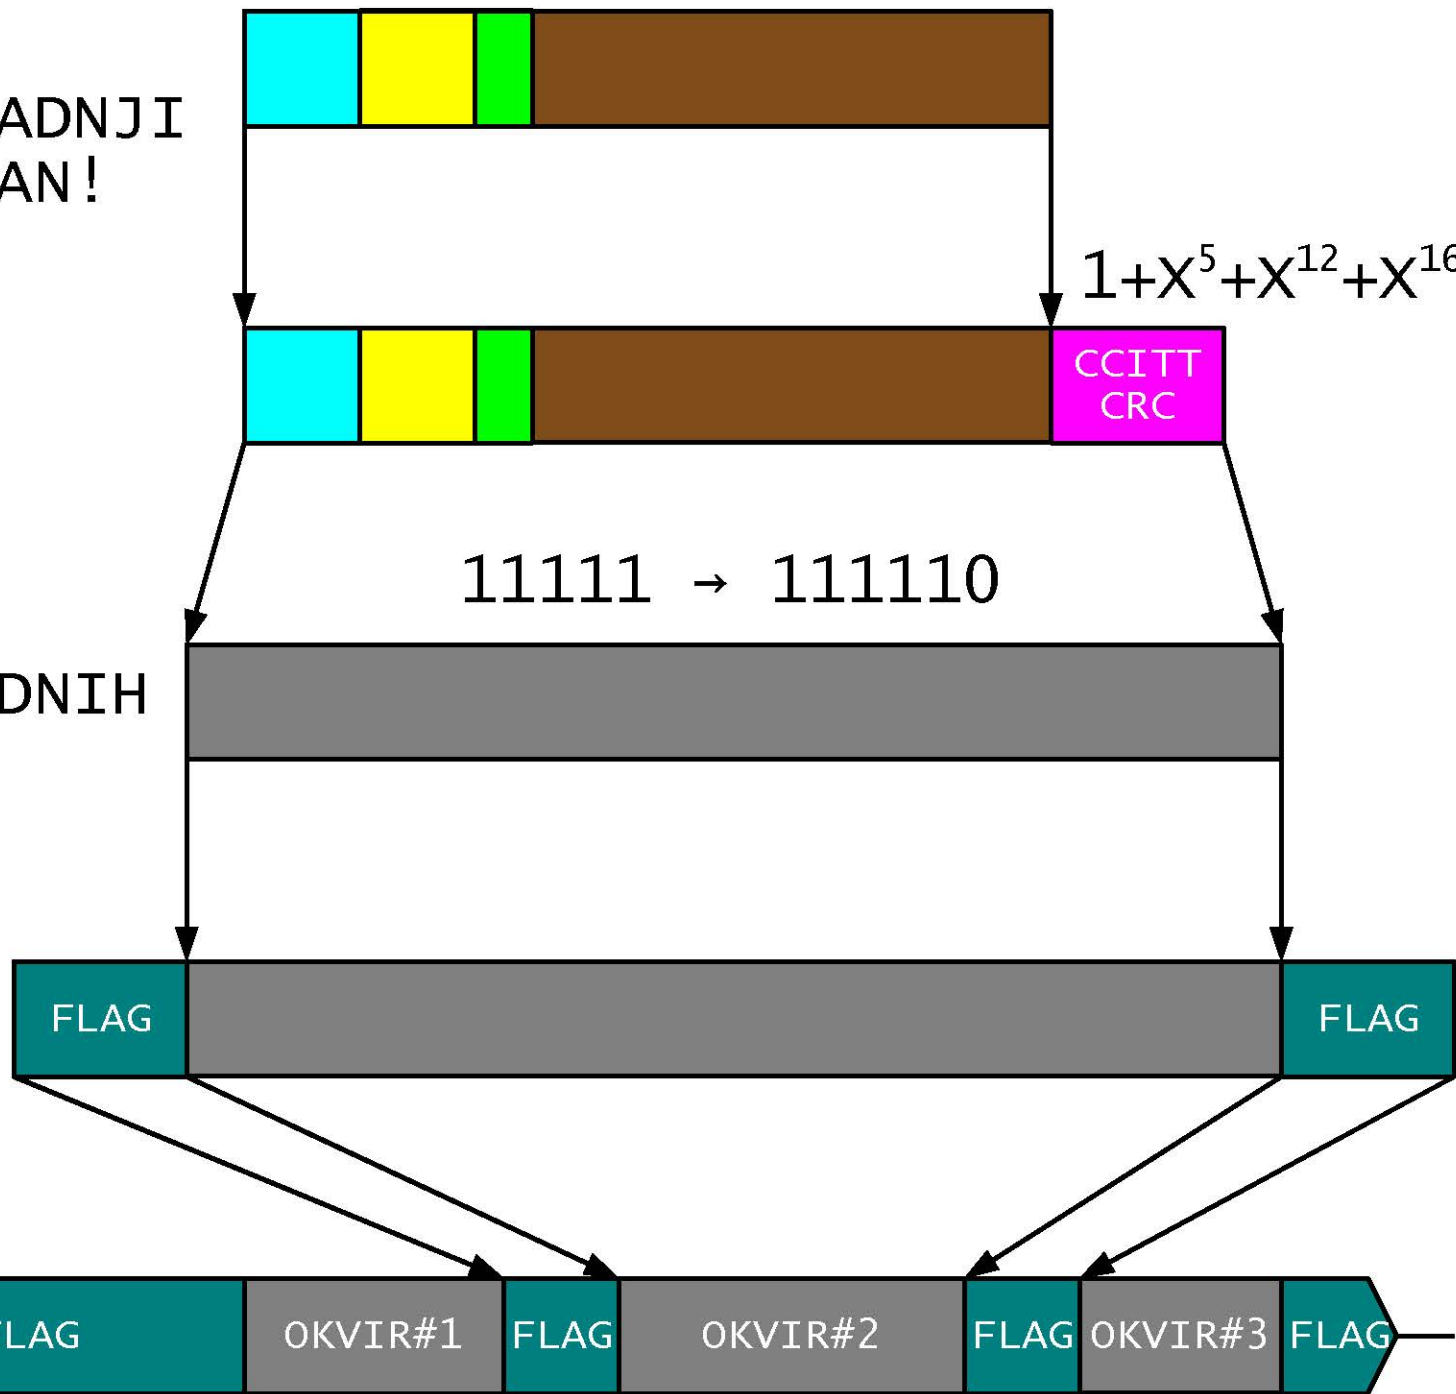 ADNJI
AN!
1+X⁵+X¹²+X¹⁶
CCITT
CRC
11111 → 111110
DNIH
FLAG FLAG
LAG OKVIR#1 FLAG OKVIR#2 FLAG OKVIR#3 FLAG